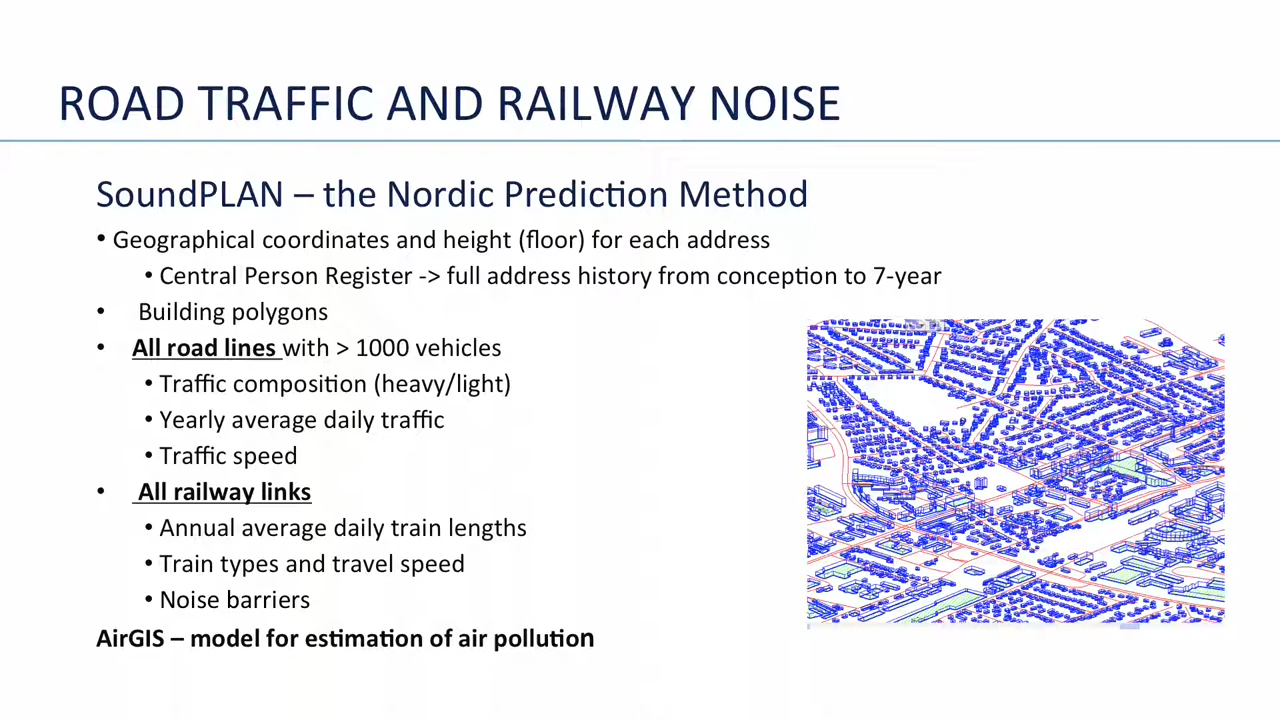 ROAD TRAFFIC AND RAILWAY NOISE
SoundPLAN – the Nordic Prediction Method
• Geographical coordinates and height (floor) for each address
• Central Person Register -> full address history from conception to 7-year
• Building polygons
• All road lines with > 1000 vehicles
• Traffic composition (heavy/light)
• Yearly average daily traffic
• Traffic speed
• All railway links
• Annual average daily train lengths
• Train types and travel speed
• Noise barriers
AirGIS – model for estimation of air pollution